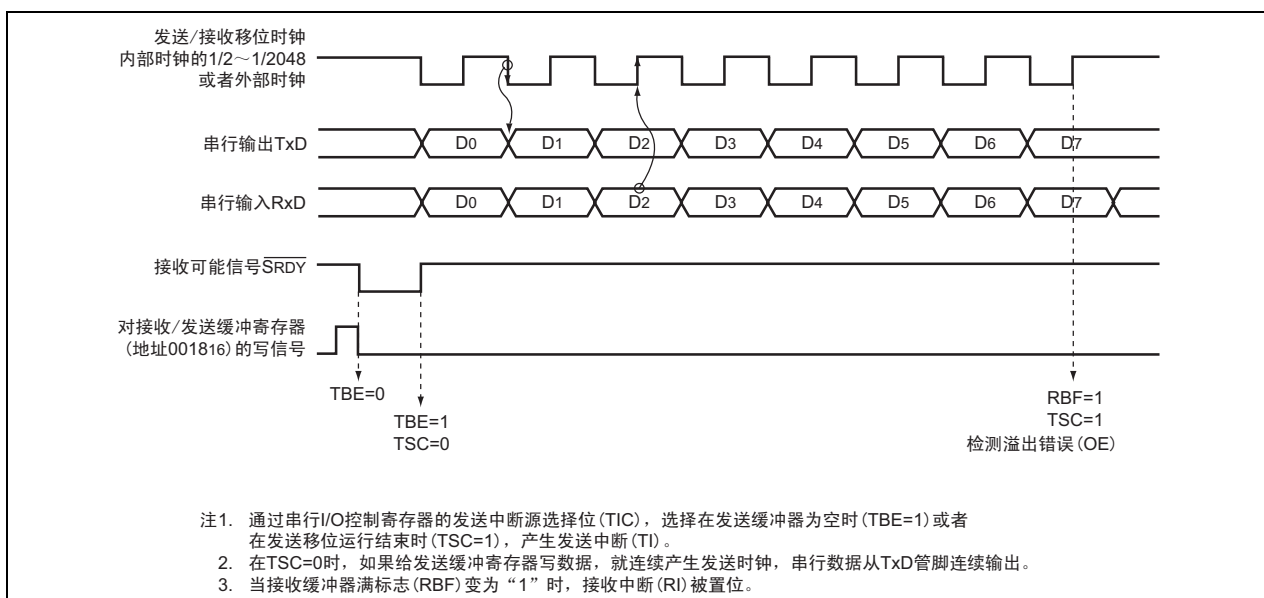 发送/接收移位时钟
内部时钟的1/2～1/2048
或者外部时钟
串行输出TxD
D0 D1 D2 D3 D4 D5 D6 D7
串行输入RxD
D0 D1 D2 D3 D4 D5 D6 D7
接收可能信号SRDY
对接收/发送缓冲寄存器
(地址001816)的写信号
TBE=0
TBE=1
TSC=0
RBF=1
TSC=1
检测溢出错误(OE)
注1. 通过串行I/O控制寄存器的发送中断源选择位(TIC)，选择在发送缓冲器为空时(TBE=1)或者
在发送移位运行结束时(TSC=1)，产生发送中断(TI)。
2. 在TSC=0时，如果给发送缓冲寄存器写数据，就连续产生发送时钟，串行数据从TxD管脚连续输出。
3. 当接收缓冲器满标志(RBF)变为“1”时，接收中断(RI)被置位。